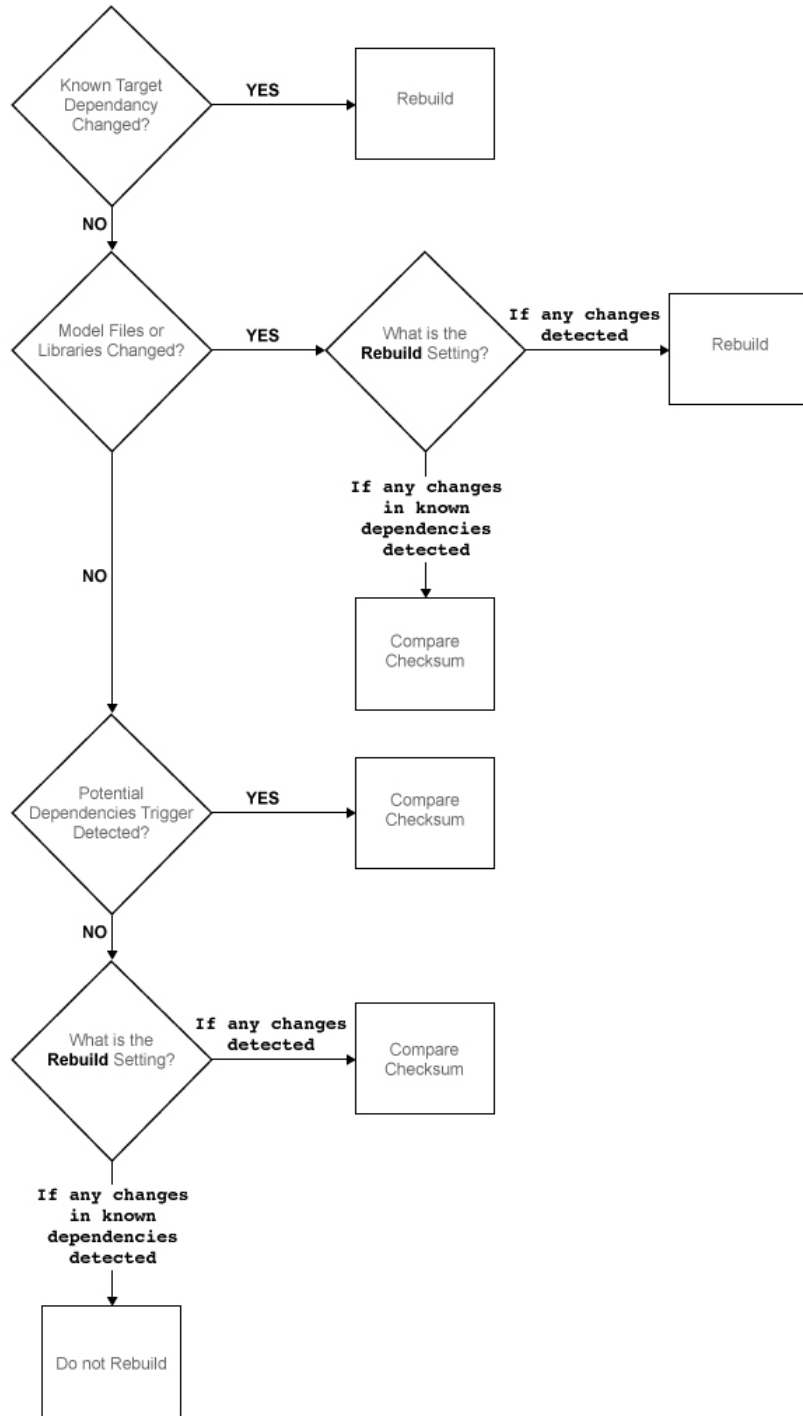 Known Target
Dependancy
Changed?
YES
Rebuild
NO
Model Files or
Libraries Changed?
YES
What is the
Rebuild Setting?
If any changes
detected
Rebuild
If any changes
in known
dependencies
detected
NO
Compare
Checksum
Potential
Dependencies Trigger
Detected?
YES
Compare
Checksum
NO
What is the
Rebuild Setting?
If any changes
detected
Compare
Checksum
If any changes
in known
dependencies
detected
Do not Rebuild